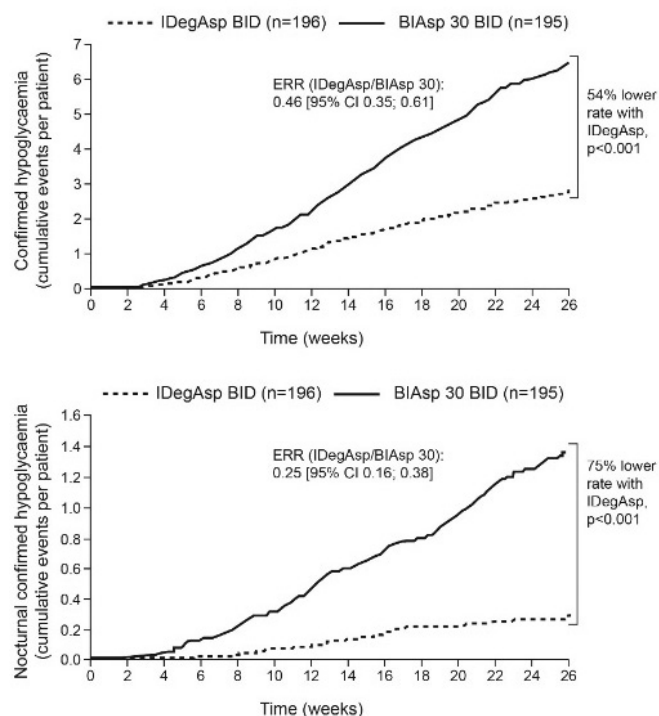 IDegAsp BID (n=196) BIAsp 30 BID (n=195)
Confirmed hypoglycaemia
(cumulative events per patient)
7
6
5
4
3
2
1
0
ERR (IDegAsp/BIAsp 30):
0.46 [95% CI 0.35; 0.61]
54% lower
rate with
IDegAsp,
p<0.001
0 2 4 6 8 10 12 14 16 18 20 22 24 26
Time (weeks)
IDegAsp BID (n=196) BIAsp 30 BID (n=195)
Nocturnal confirmed hypoglycaemia
(cumulative events per patient)
1.6
1.4
1.2
1.0
0.8
0.6
0.4
0.2
0.0
ERR (IDegAsp/BIAsp 30):
0.25 [95% CI 0.16; 0.38]
75% lower
rate with
IDegAsp,
p<0.001
0 2 4 6 8 10 12 14 16 18 20 22 24 26
Time (weeks)